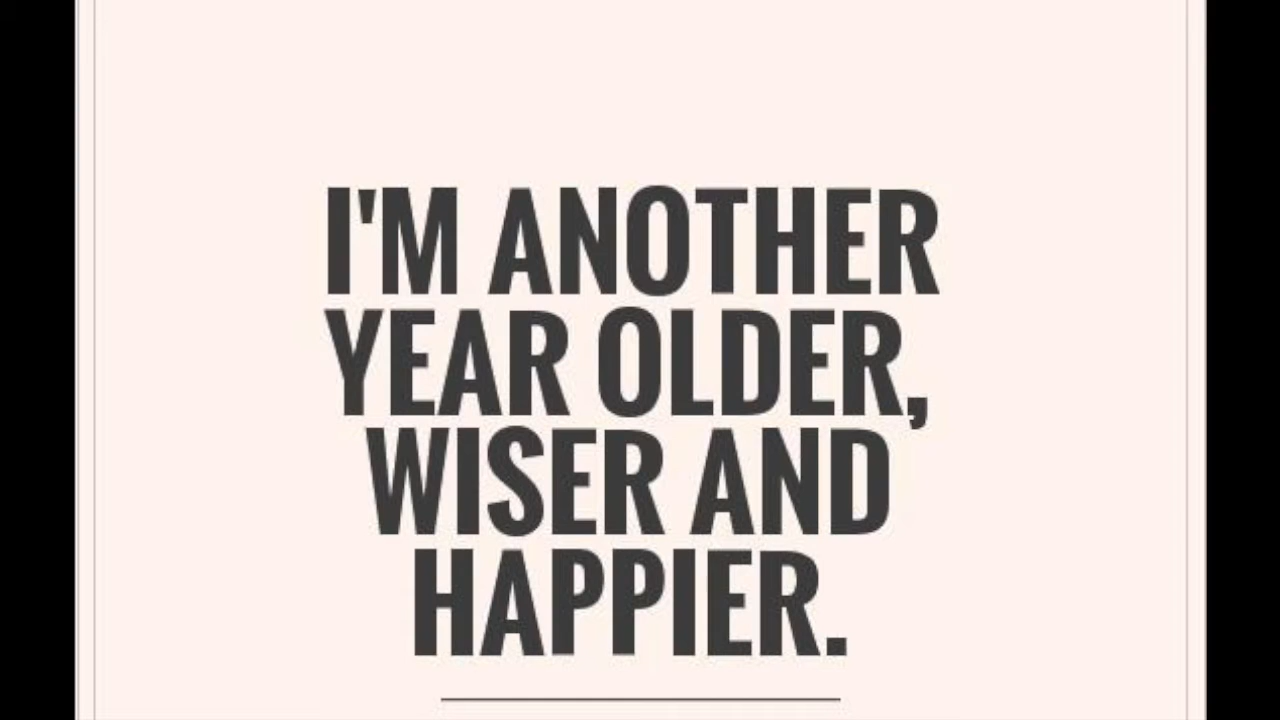 I'M ANOTHER
YEAR OLDER,
WISER AND
HAPPIER.